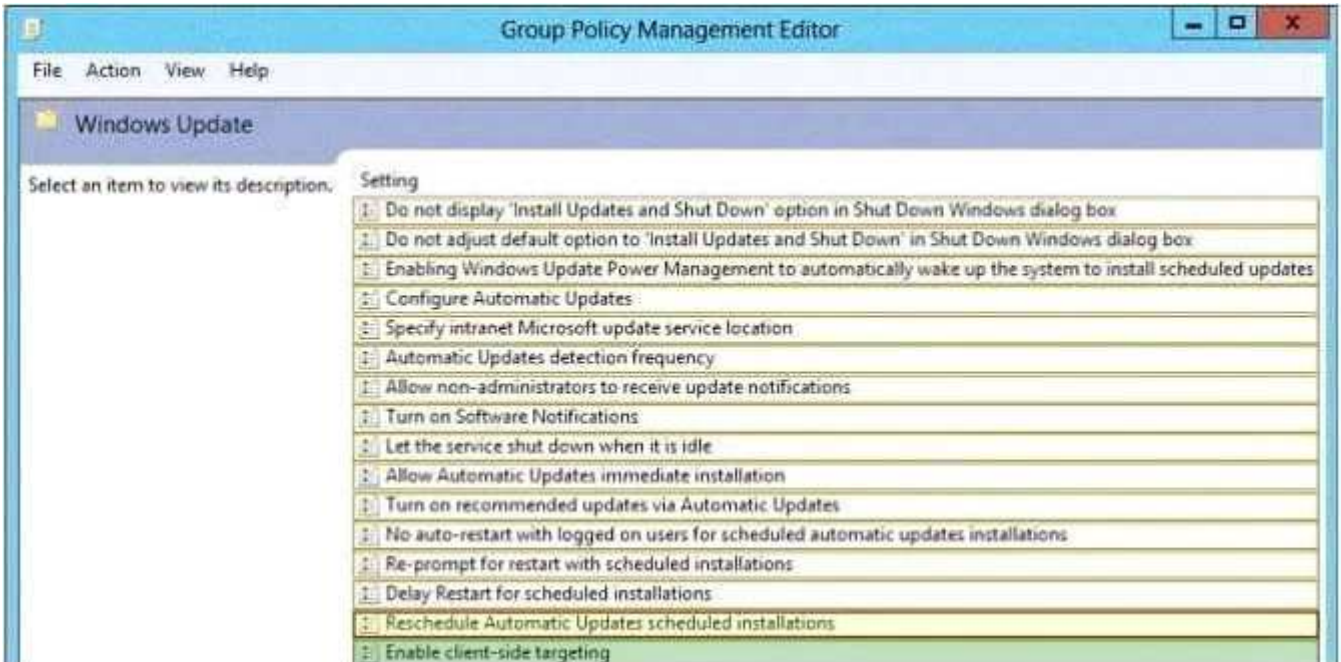 Group Policy Management Editor
File Action View Help
Windows Update
Select an item to view its description.
Setting
Do not display 'Install Updates and Shut Down' option in Shut Down Windows dialog box
Do not adjust default option to 'Install Updates and Shut Down' in Shut Down Windows dialog box
Enabling Windows Update Power Management to automatically wake up the system to install scheduled updates
Configure Automatic Updates
Specify intranet Microsoft update service location
Automatic Updates detection frequency
Allow non-administrators to receive update notifications
Turn on Software Notifications
Let the service shut down when it is idle
Allow Automatic Updates immediate installation
Turn on recommended updates via Automatic Updates
No auto-restart with logged on users for scheduled automatic updates installations
Re-prompt for restart with scheduled installations
Delay Restart for scheduled installations
Reschedule Automatic Updates scheduled installations
Enable client-side targeting